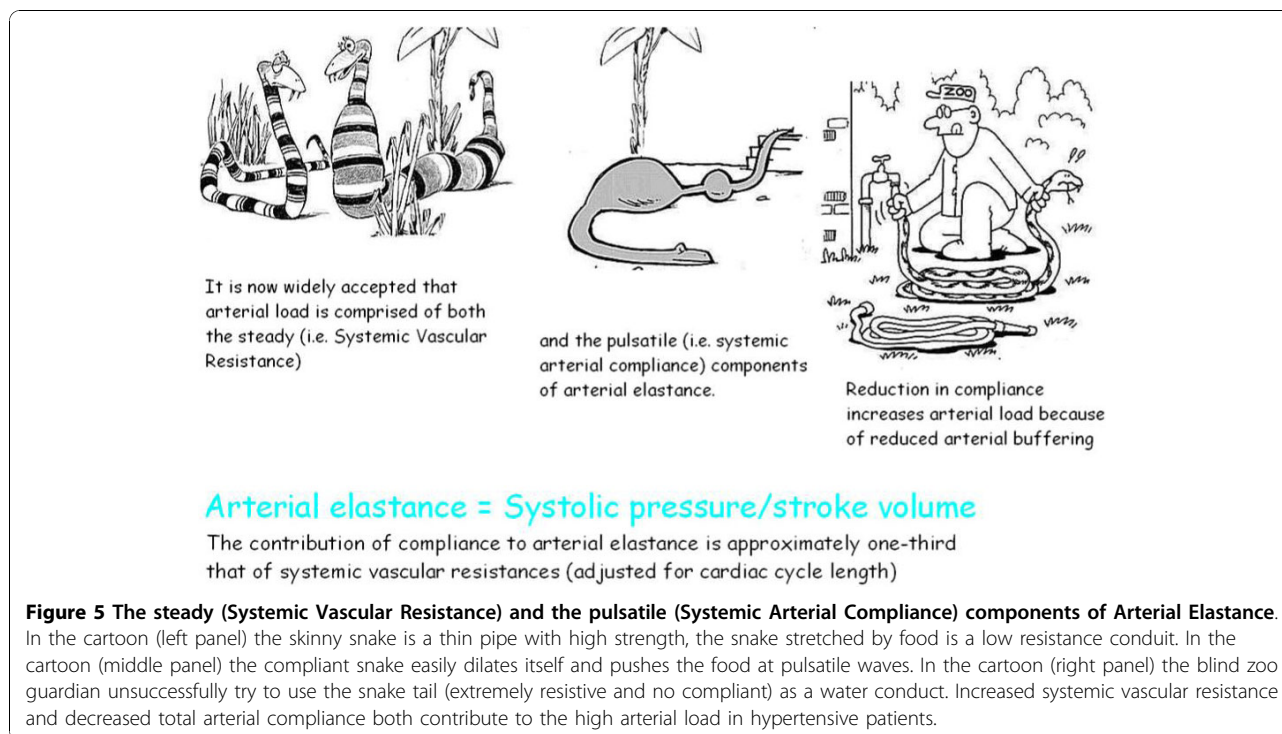 ZOO
It is now widely accepted that
arterial load is comprised of both
the steady (i.e. Systemic Vascular
Resistance)
and the pulsatile (i.e. systemic
arterial compliance) components
of arterial elastance.
Reduction in compliance
increases arterial load because
of reduced arterial buffering
Arterial elastance = Systolic pressure/stroke volume
The contribution of compliance to arterial elastance is approximately one-third
that of systemic vascular resistances (adjusted for cardiac cycle length)
Figure 5 The steady (Systemic Vascular Resistance) and the pulsatile (Systemic Arterial Compliance) components of Arterial Elastance.
In the cartoon (left panel) the skinny snake is a thin pipe with high strength, the snake stretched by food is a low resistance conduit. In the
cartoon (middle panel) the compliant snake easily dilates itself and pushes the food at pulsatile waves. In the cartoon (right panel) the blind zoo
guardian unsuccessfully try to use the snake tail (extremely resistive and no compliant) as a water conduct. Increased systemic vascular resistance
and decreased total arterial compliance both contribute to the high arterial load in hypertensive patients.